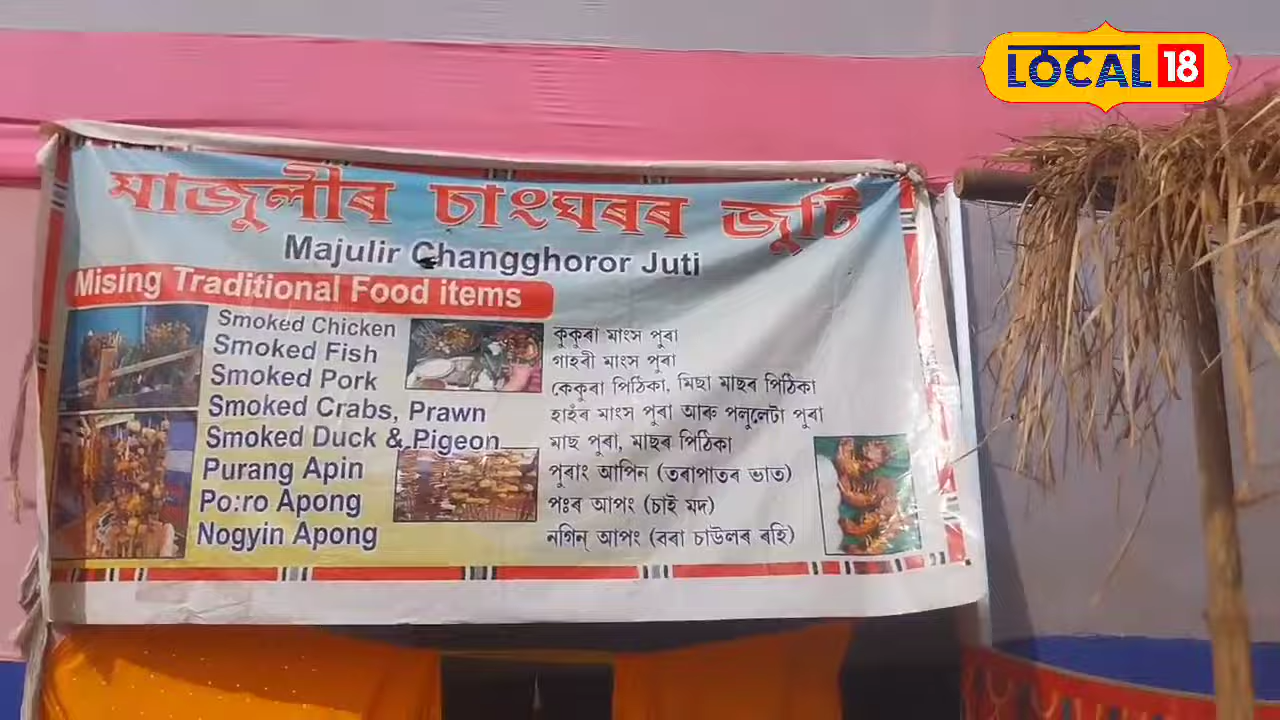 LOCAL 18
মাজুলীৰ চাংঘৰৰ জুতি
Majulir Changghoror Juti
Mising Traditional Food items
Smoked Chicken
Smoked Fish
Smoked Pork
Smoked Crabs, Prawn
Smoked Duck & Pigeon
Purang Apin
Po:ro Apong
Nogyin Apong
কুকুৰা মাংস পুৰা
গাহৰী মাংস পুৰা
কেকুৰা পিঠিকা, মিছা মাছৰ পিঠিকা
হাহঁৰ মাংস পুৰা আৰু পলুলেটা পুৰা
মাছ পুৰা, মাছৰ পিঠিকা
পুৰাং আপিন (তৰাপাতৰ ভাত)
পঃৰ আপং (চাই মদ)
নগিন্ আপং (বৰা চাউলৰ ৰহি)